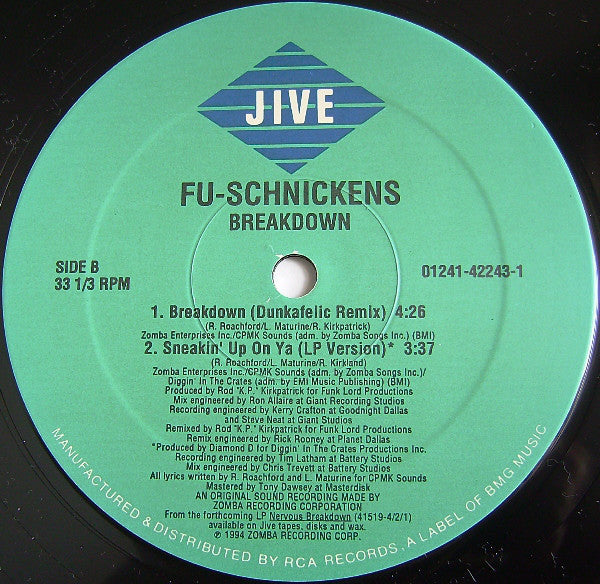 JIVE
FU-SCHNICKENS
BREAKDOWN
SIDE B
33 1/3 RPM
01241-42243-1
1. Breakdown (Dunkafelic Remix) 4:26
(R. Roachford/L. Maturine/R. Kirkpatrick)
Zomba Enterprises Inc./CPMK Sounds (adm. by Zomba Songs Inc.) (BMI)
2. Sneakin' Up On Ya (LP Version)* 3:37
(R. Roachford/R. Kirkland)
Zomba Enterprises Inc./CPMK Sounds (adm. by Zomba Songs Inc.)/
Diggin' In The Crates (adm. by EMI Music Publishing) (BMI)
Produced by Rod "K.P." Kirkpatrick for Funk Lord Productions
Mix engineered by Ron Allaire at Giant Recording Studios
Recording engineered by Kerry Crafton at Goodnight Dallas
and Steve Neat at Giant Studios
Remixed by Rod "K.P." Kirkpatrick for Funk Lord Productions
Remix engineered by Rick Rooney at Planet Dallas
*Produced by Diamond D for Diggin' In The Crates Productions Inc.
Recording engineered by Tim Latham at Battery Studios
Mix engineered by Chris Trevett at Battery Studios
All lyrics written by R. Roachford and L. Maturine for CPMK Sounds
Mastered by Tony Dawsey at Masterdisk
AN ORIGINAL SOUND RECORDING MADE BY
ZOMBA RECORDING CORPORATION
From the forthcoming LP Nervous Breakdown (41519-4/2/1)
available on Jive tapes, disks and wax.
℗ 1994 ZOMBA RECORDING CORP.
MANUFACTURED & DISTRIBUTED BY RCA RECORDS, A LABEL OF BMG MUSIC